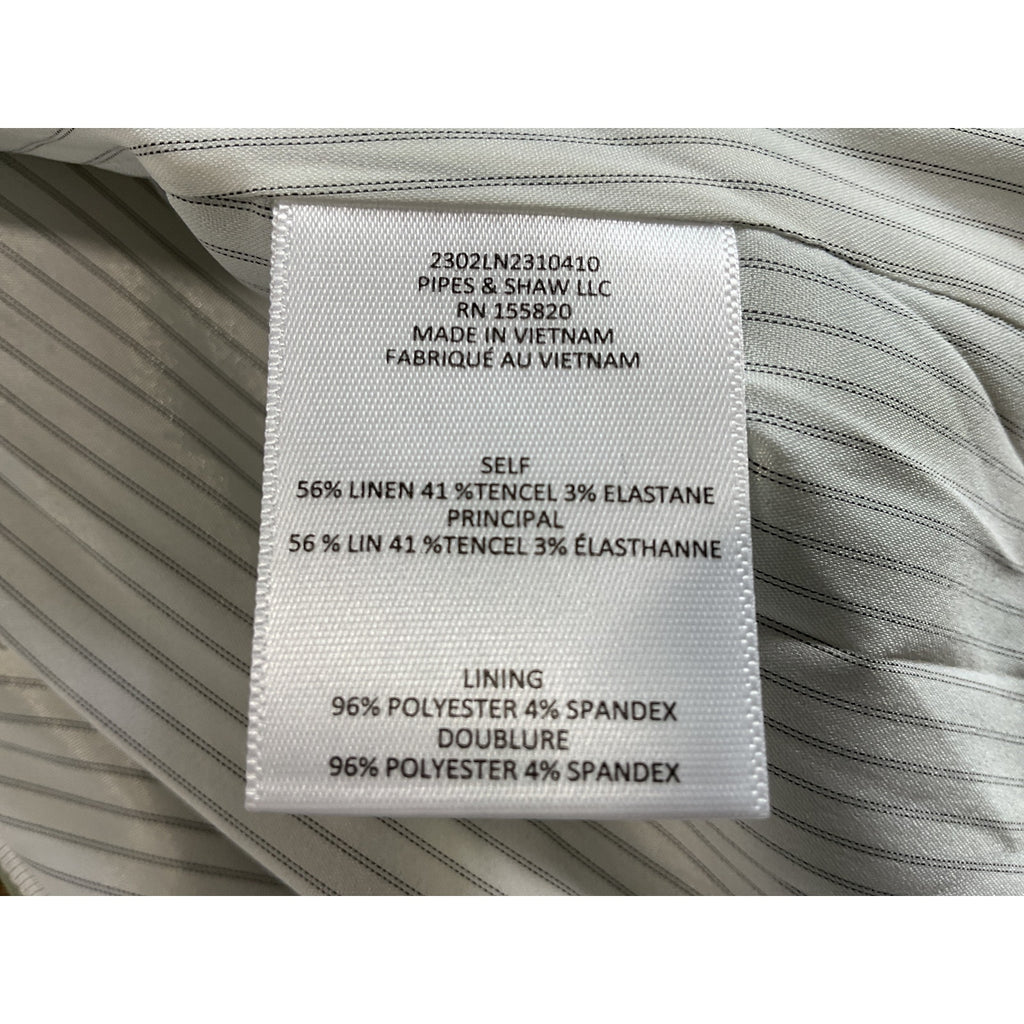 2302LN2310410
PIPES & SHAW LLC
RN 155820
MADE IN VIETNAM
FABRIQUÉ AU VIETNAM
SELF
56% LINEN 41 %TENCEL 3% ELASTANE
PRINCIPAL
56 % LIN 41 %TENCEL 3% ÉLASTHANNE
LINING
96% POLYESTER 4% SPANDEX
DOUBLURE
96% POLYESTER 4% SPANDEX